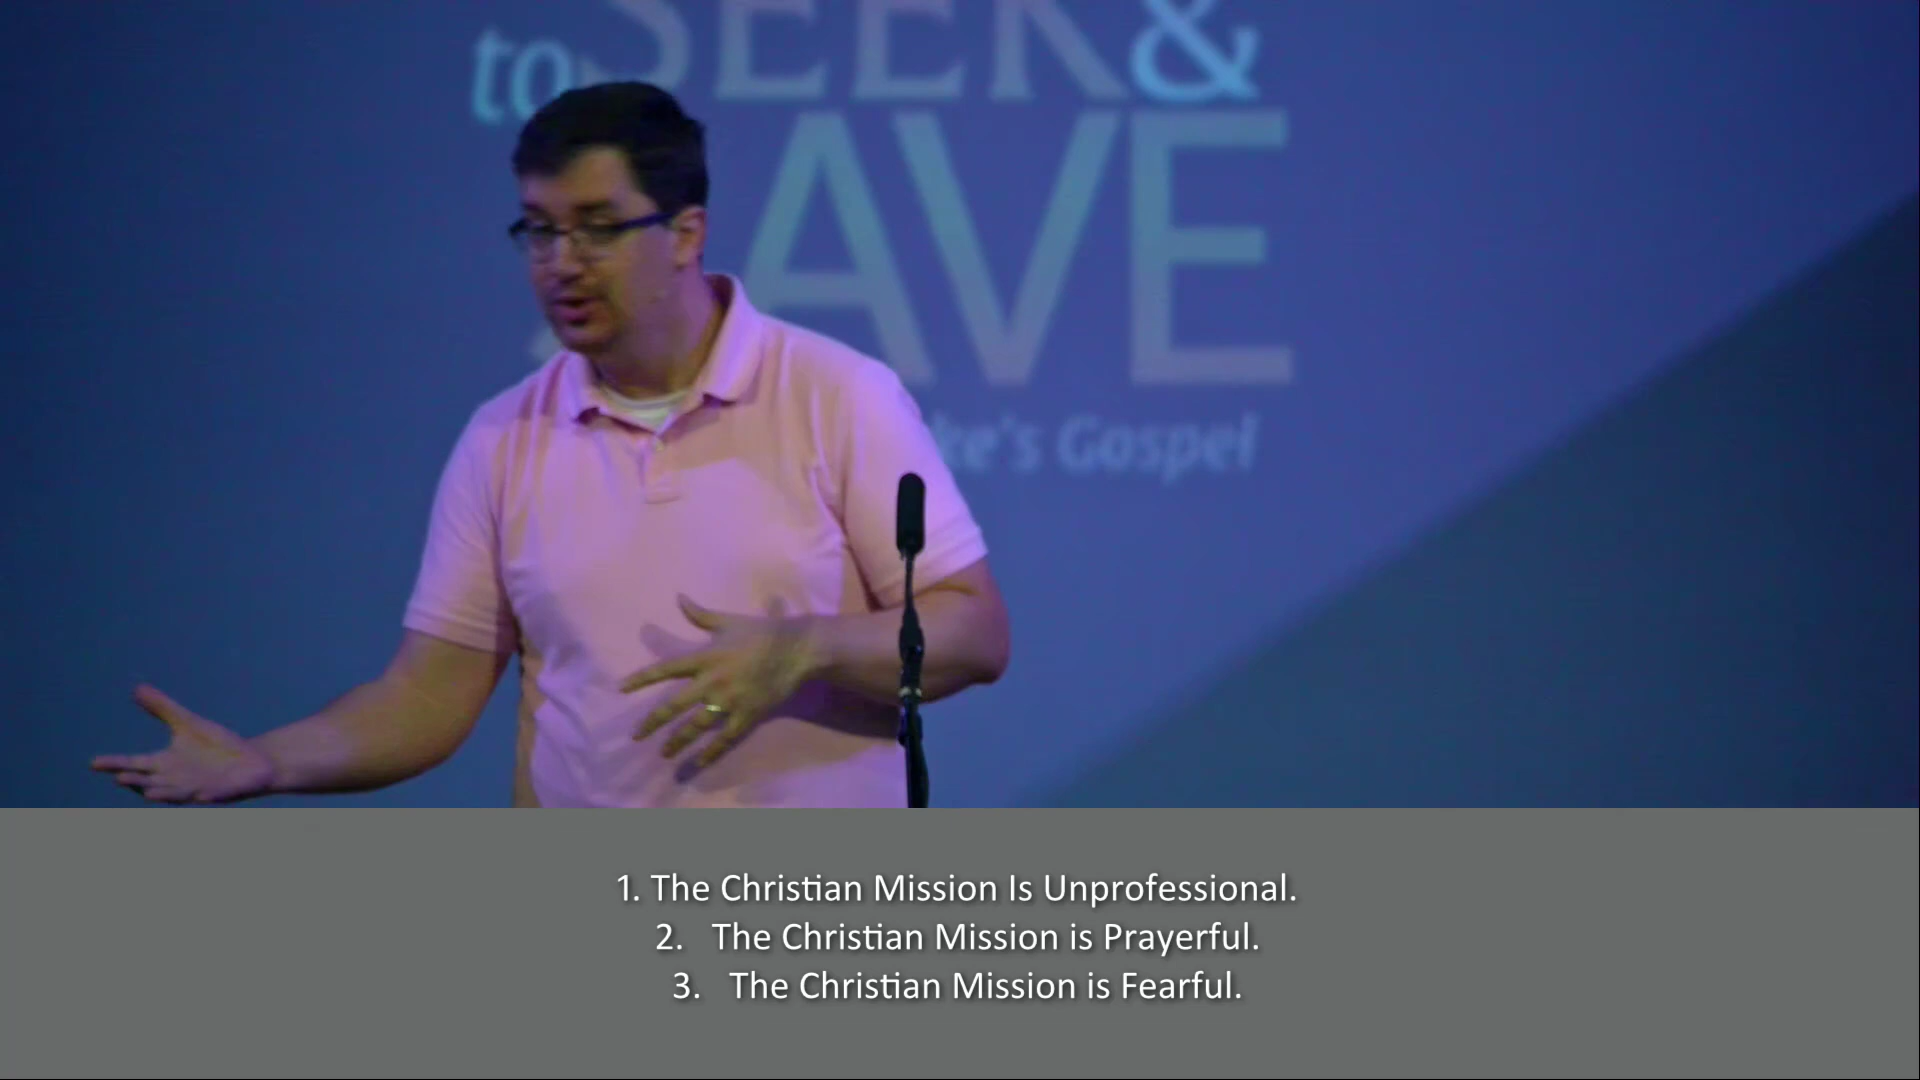 to SEEK &
AVE
ke's Gospel
1. The Christian Mission Is Unprofessional.
2. The Christian Mission is Prayerful.
3. The Christian Mission is Fearful.